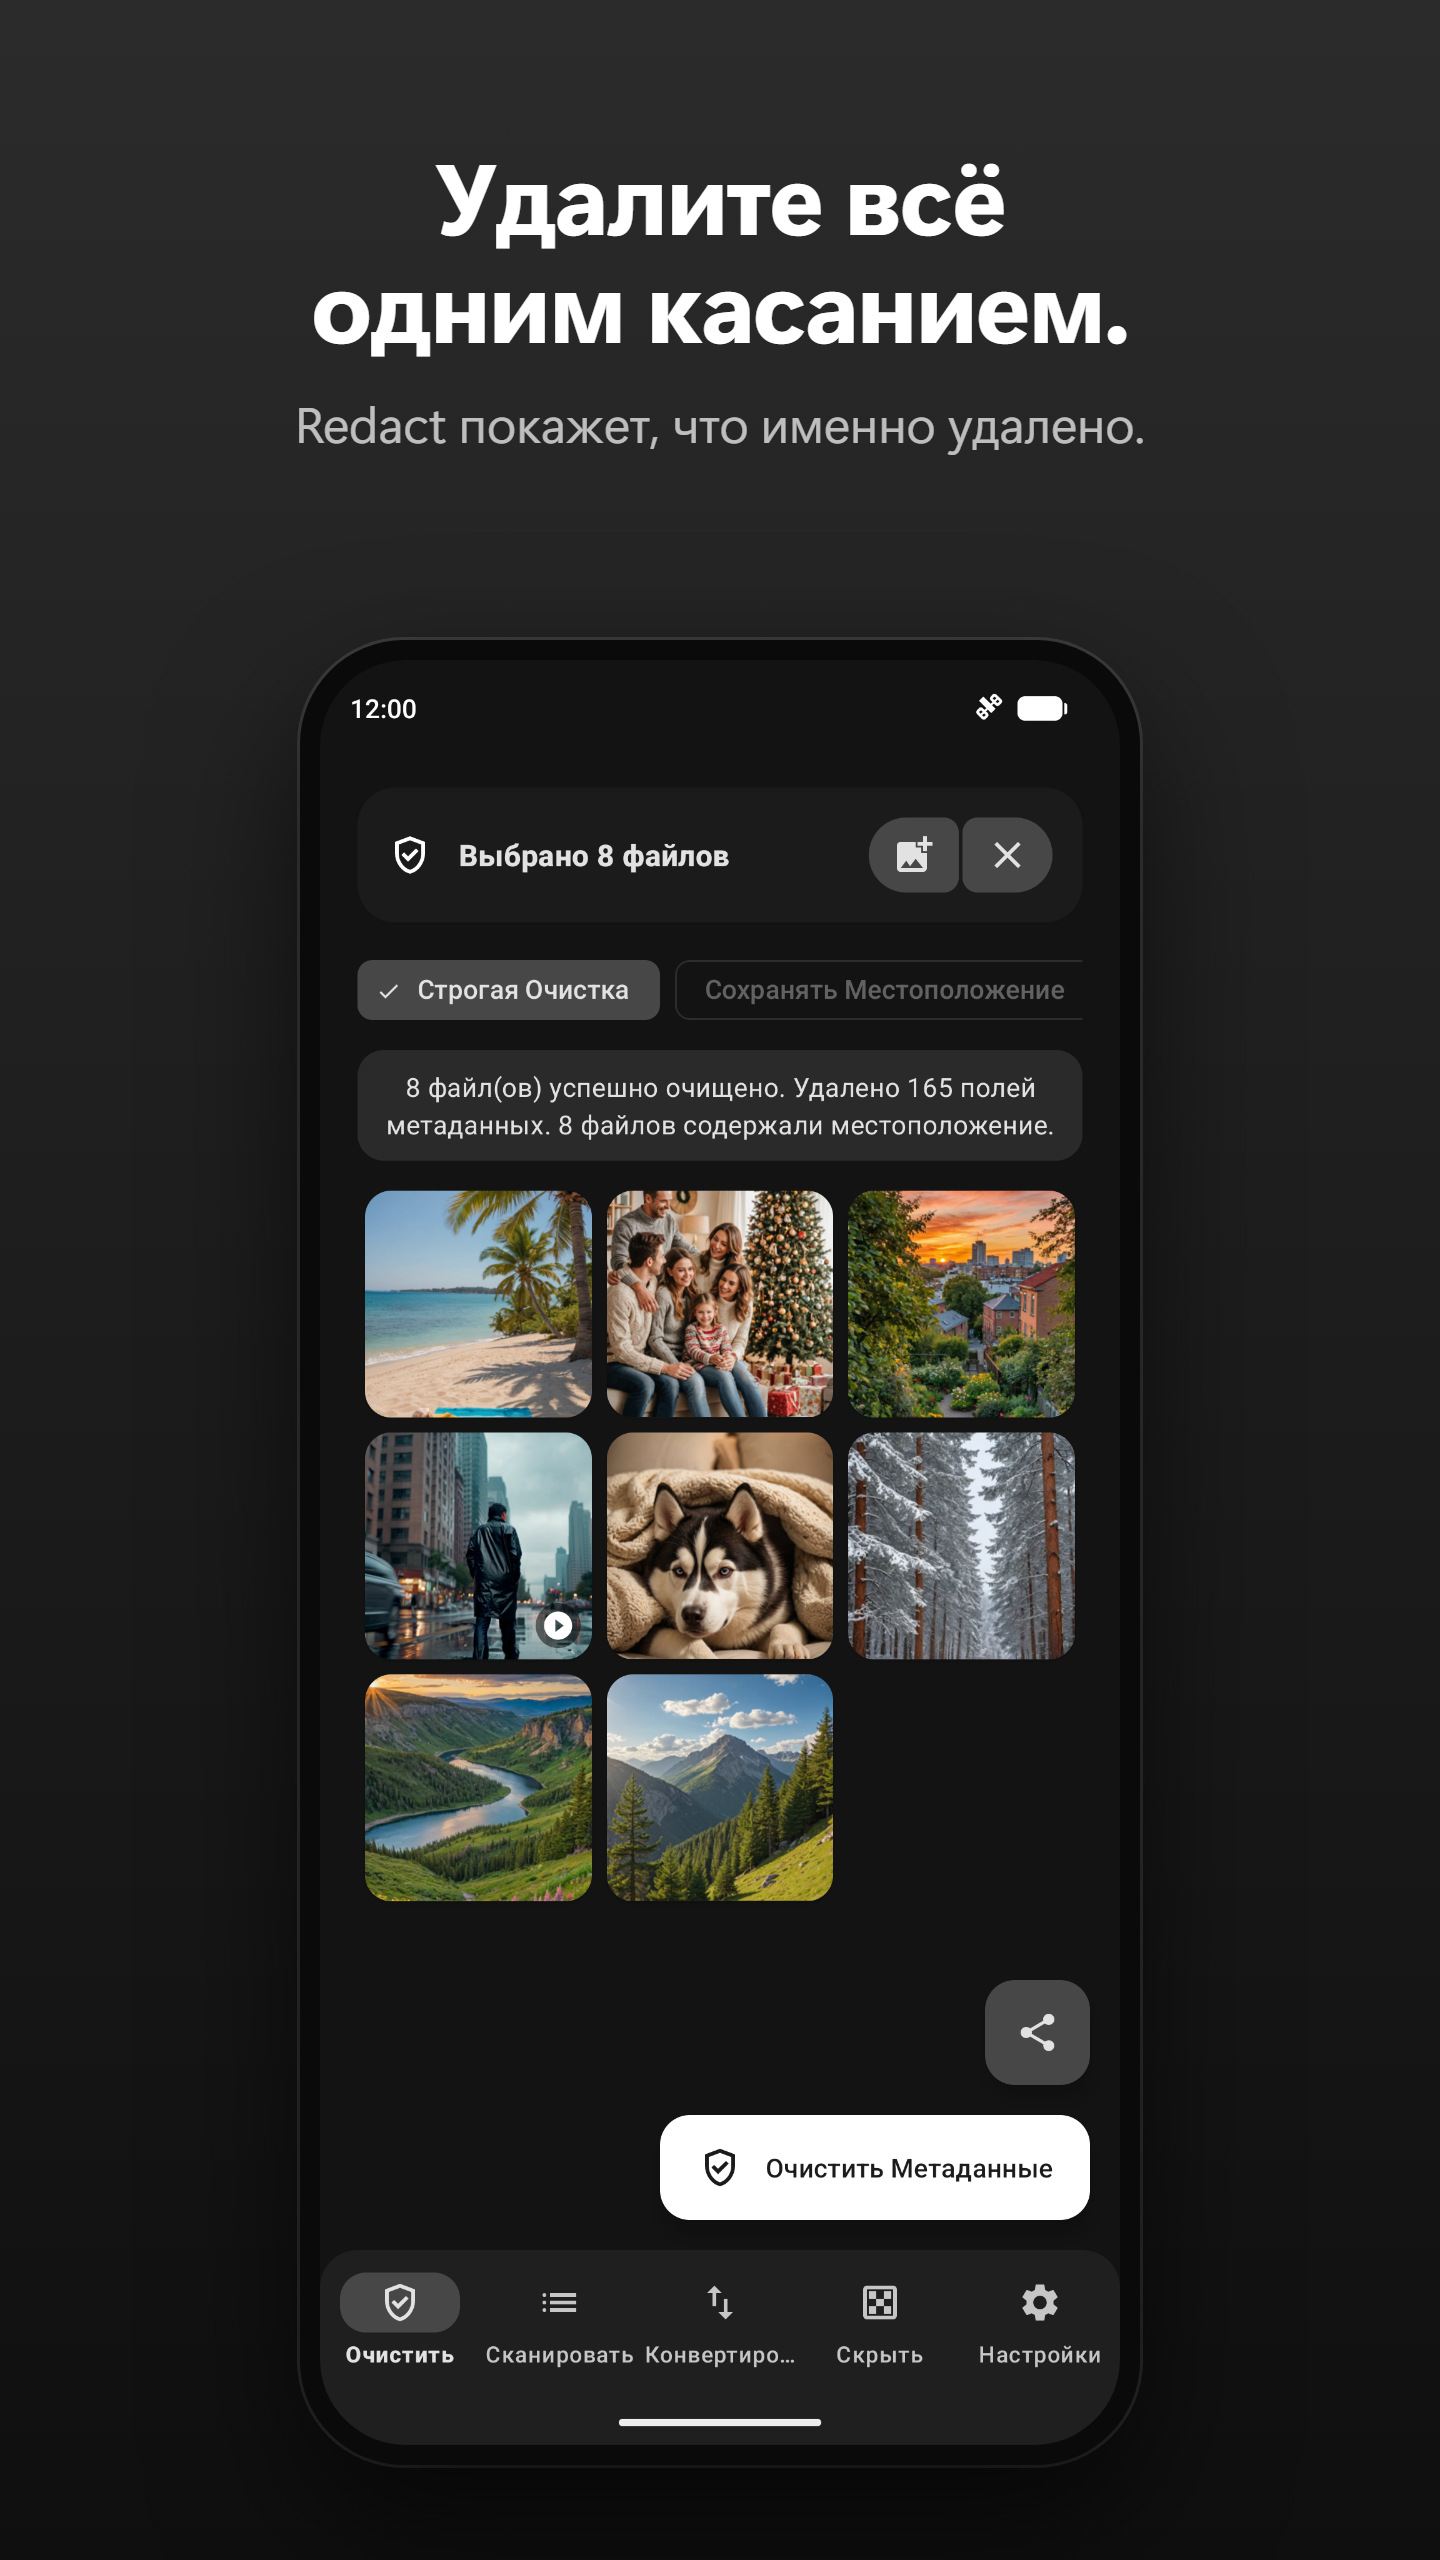 Удалите всё
одним касанием.
Redact покажет, что именно удалено.
12:00
Выбрано 8 файлов
Строгая Очистка
Сохранять Местоположение
8 файл(ов) успешно очищено. Удалено 165 полей
метаданных. 8 файлов содержали местоположение.
Очистить Метаданные
Очистить
Сканировать
Конвертиро...
Скрыть
Настройки